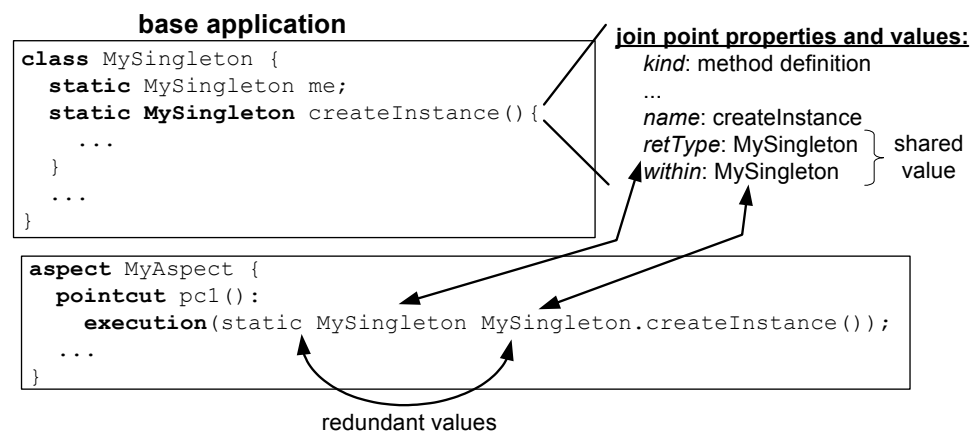 base application
class MySingleton {
static MySingleton me;
static MySingleton createInstance(){
...
}
...
}
join point properties and values:
kind: method definition
...
name: createInstance
retType: MySingleton
within: MySingleton
shared
value
aspect MyAspect {
pointcut pc1():
execution(static MySingleton MySingleton.createInstance());
...
}
redundant values